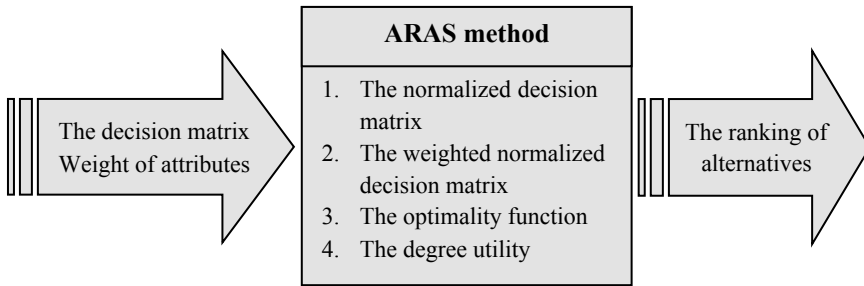 The decision matrix
Weight of attributes
ARAS method
1. The normalized decision
matrix
2. The weighted normalized
decision matrix
3. The optimality function
4. The degree utility
The ranking of
alternatives